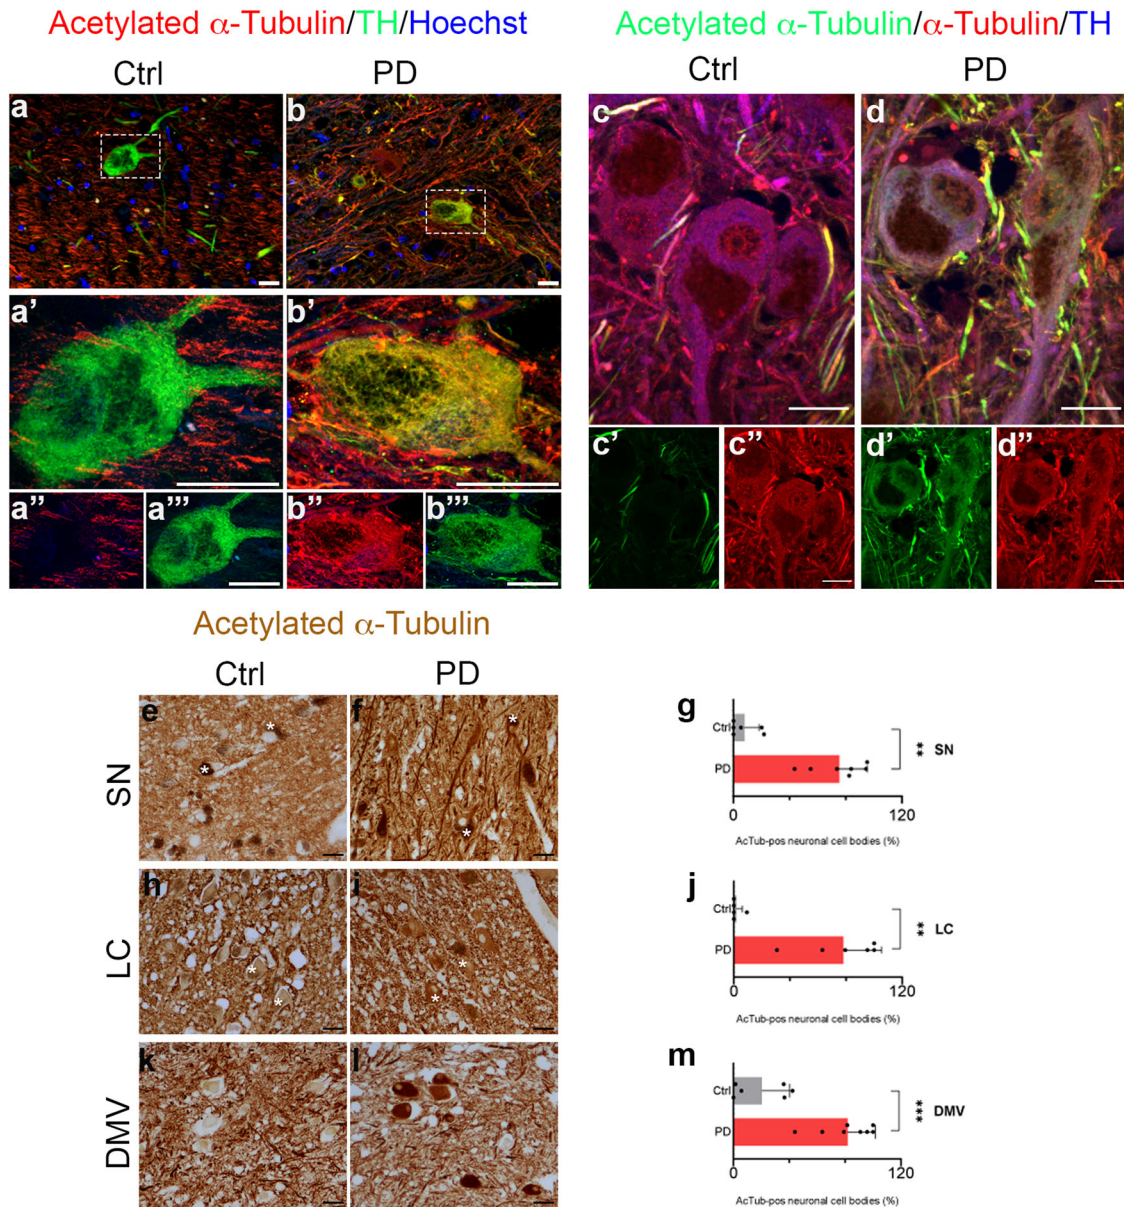 Acetylated α-Tubulin/TH/Hoechst
Ctrl
PD
a
b
a’
b’
a’’
a’’’
b’’
b’’’
Acetylated α-Tubulin/α-Tubulin/TH
Ctrl
PD
c
d
c’
c’’
d’
d’’
Acetylated α-Tubulin
Ctrl
PD
SN
e
*
*
f
*
*
LC
h
*
*
i
*
*
DMV
k
l
g
Ctrl
PD
** SN
0
120
AcTub-pos neuronal cell bodies (%)
j
Ctrl
PD
** LC
0
120
AcTub-pos neuronal cell bodies (%)
m
Ctrl
PD
*** DMV
0
120
AcTub-pos neuronal cell bodies (%)